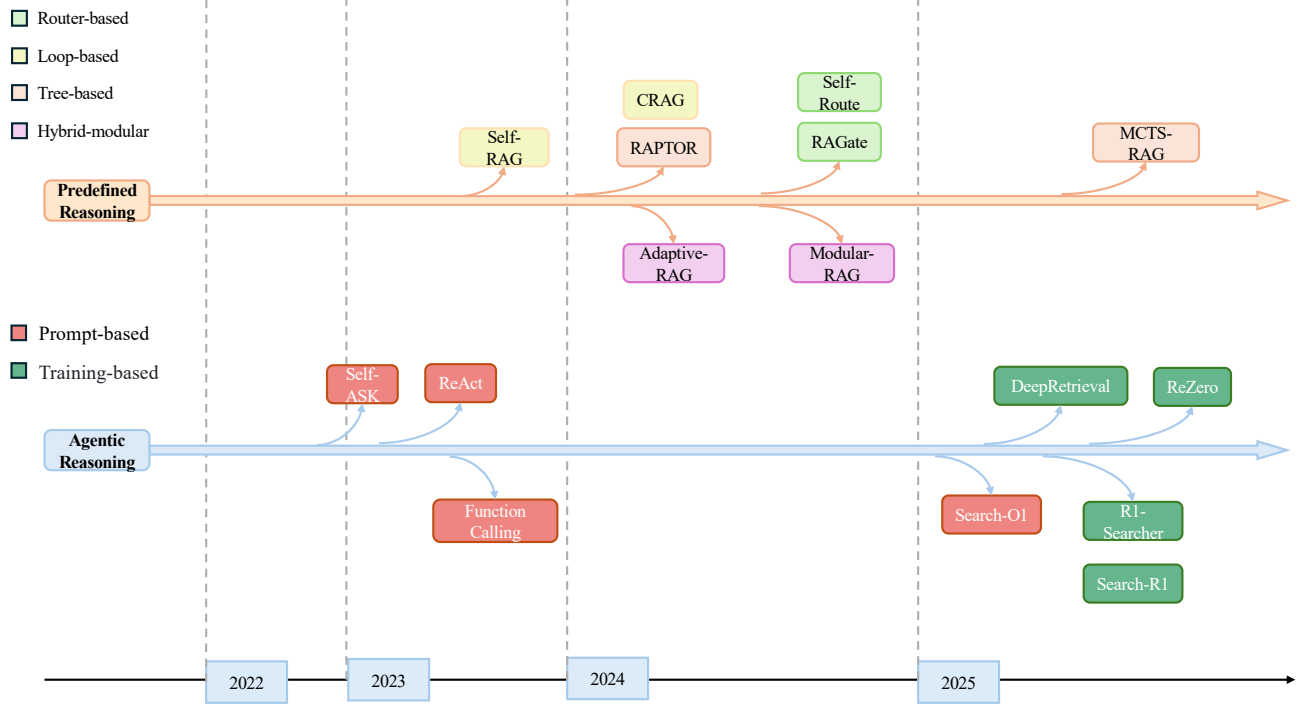 Router-based
Loop-based
Tree-based
Hybrid-modular
Self-
RAG
CRAG
RAPTOR
Self-
Route
RAGate
MCTS-
RAG
Predefined
Reasoning
Adaptive-
RAG
Modular-
RAG
Prompt-based
Training-based
Self-
ASK
ReAct
DeepRetrieval
ReZero
Agentic
Reasoning
Function
Calling
Search-O1
R1-
Searcher
Search-R1
2022
2023
2024
2025